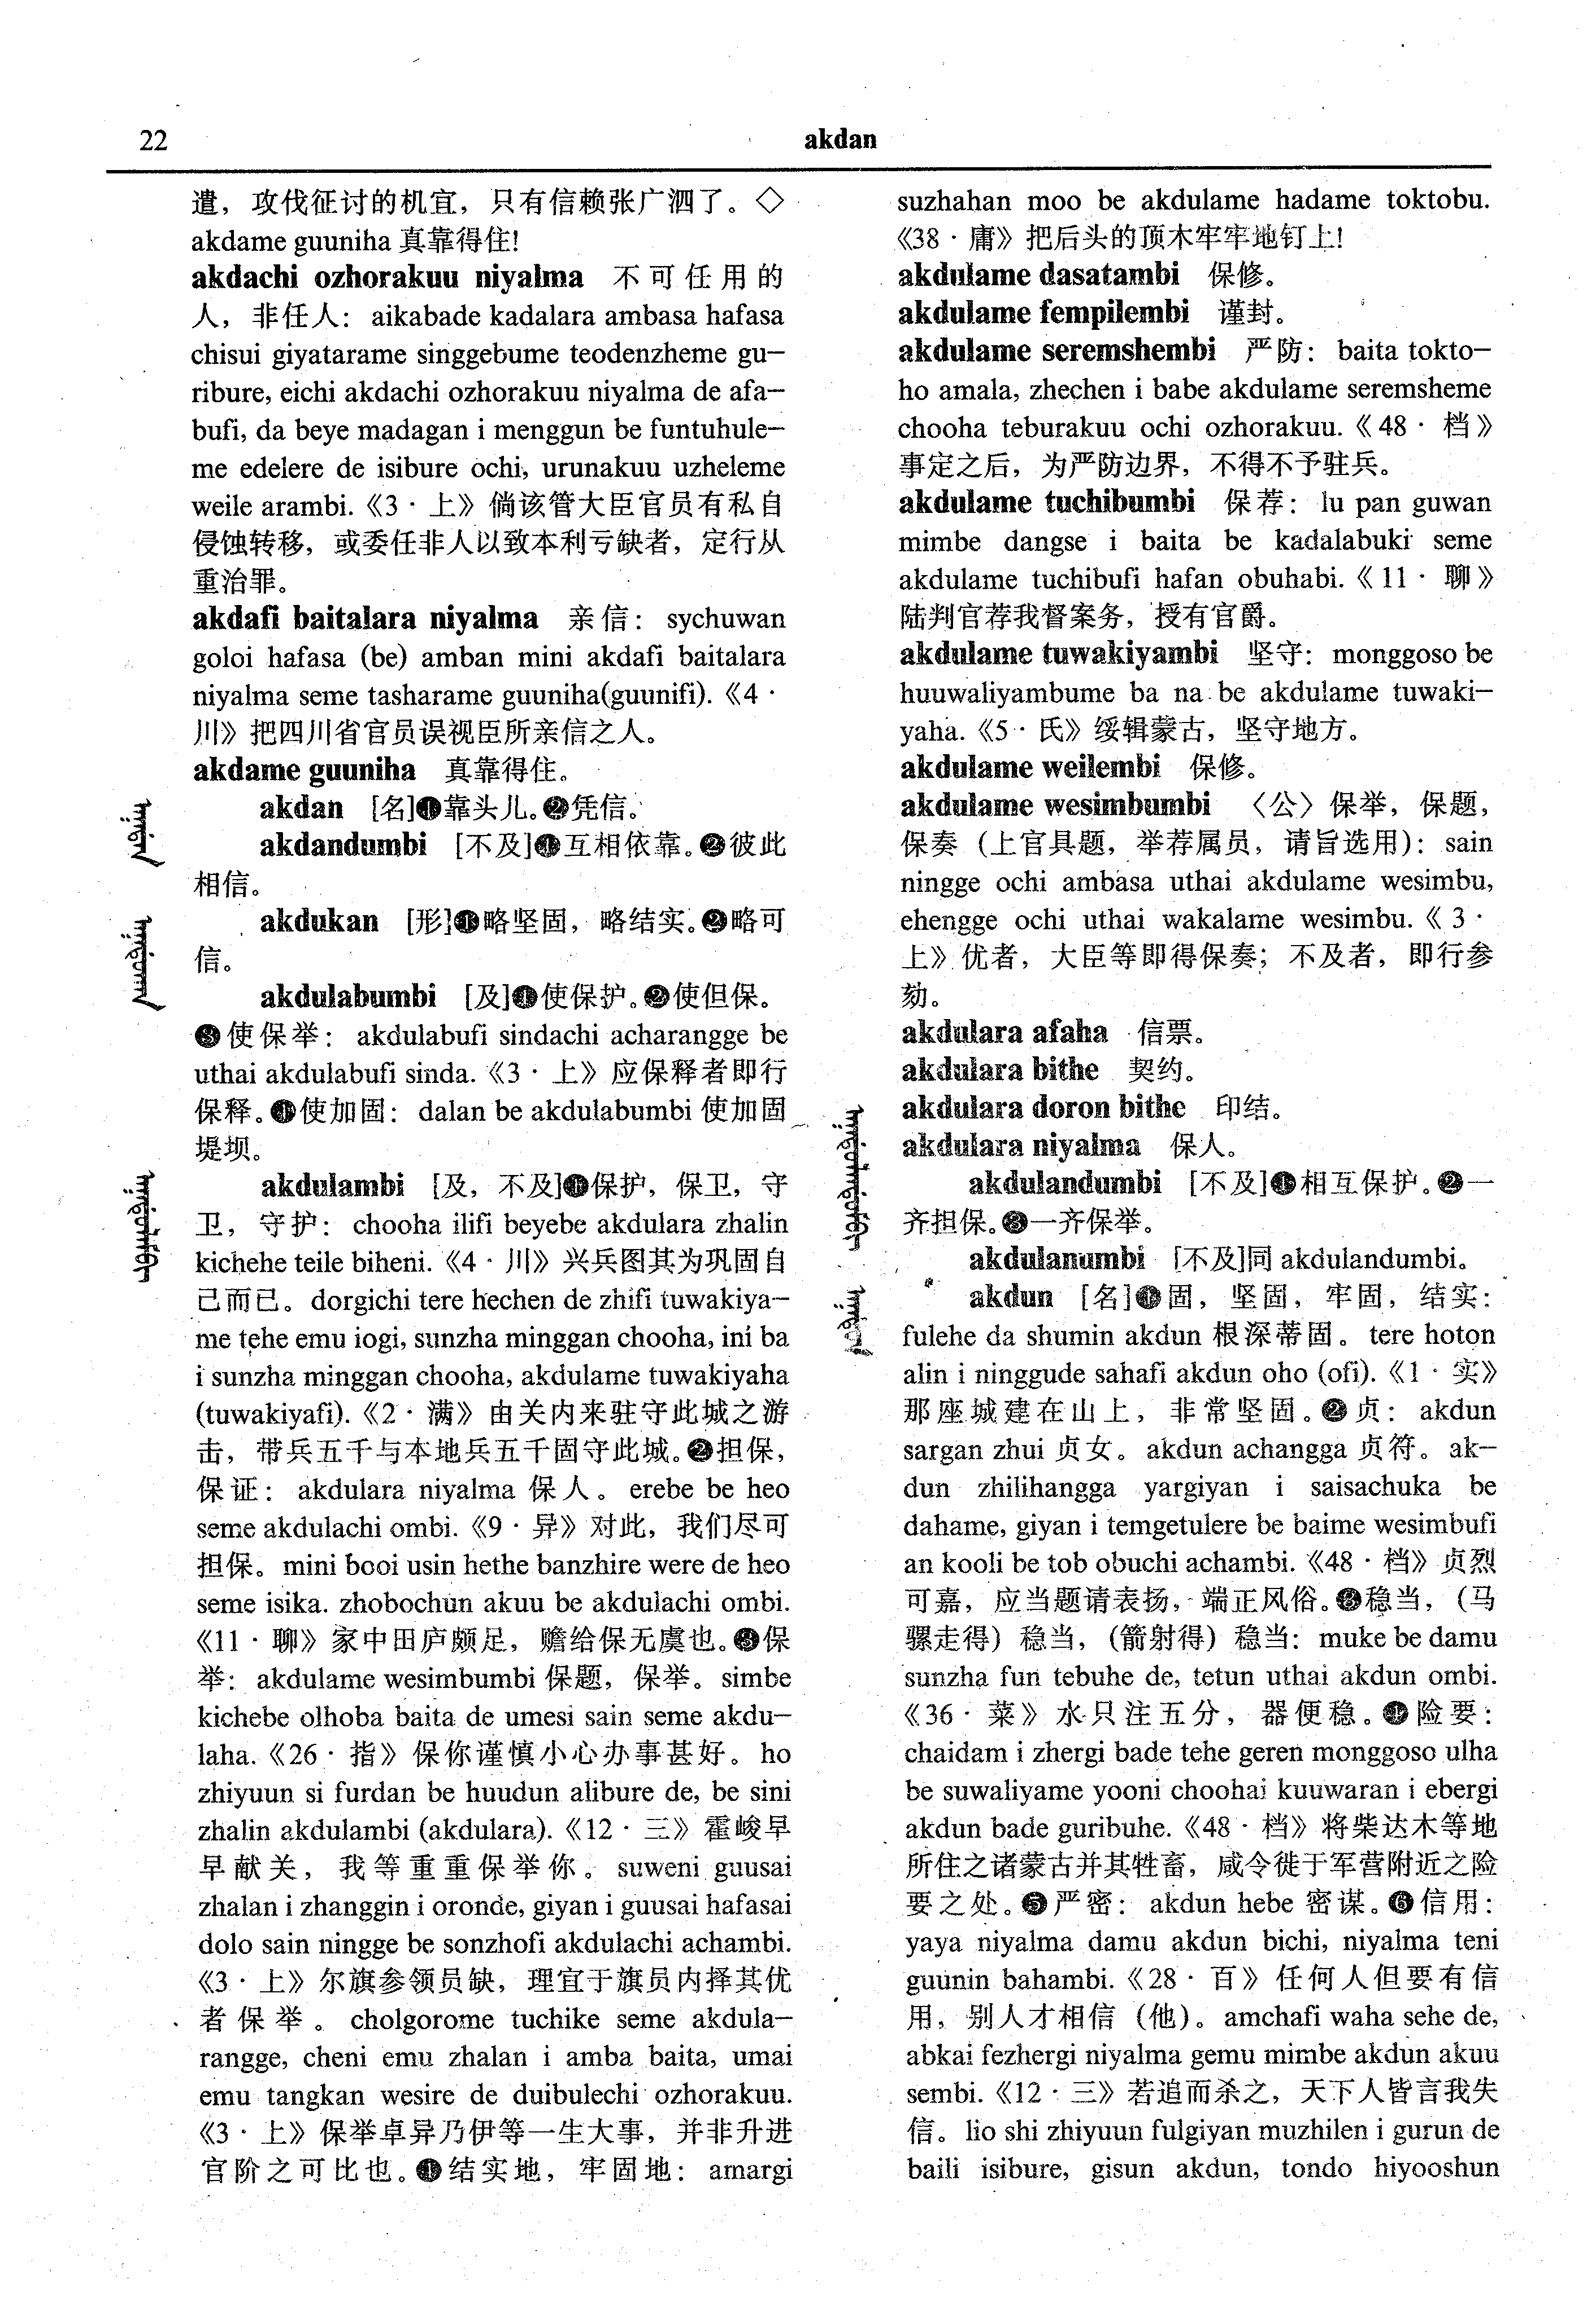 22
akdan
遣，攻伐征讨的机宜，只有信赖张广泗了。◇
akdame guuniha 真靠得住!
akdachi ozhorakuu niyalma 不可任用的
人，非任人：aikabade kadalara ambasa hafasa
chisui giyatarame singgebume teodenzheme gu-
ribure, eichi akdachi ozhorakuu niyalma de afa-
bufi, da beye madagan i menggun be funtuhule-
me edelere de isibure ochi, urunakuu uzheleme
weile arambi.《3·上》倘该管大臣官员有私自
侵蚀转移，或委任非人以致本利亏缺者，定行从
重治罪。
akdafi baitalara niyalma 亲信：sychuwan
goloi hafasa (be) amban mini akdafi baitalara
niyalma seme tasharame guuniha(guunifi).《4·
川》把四川省官员误视臣所亲信之人。
akdame guuniha 真靠得住。
akdan [名]❶靠头儿。❷凭信。
akdandumbi [不及]❶互相依靠。❷彼此
相信。
akdukan [形]❶略坚固，略结实。❷略可
信。
akdulabumbi [及]❶使保护。❷使但保。
❸使保举：akdulabufi sindachi acharangge be
uthai akdulabufi sinda.《3·上》应保释者即行
保释。❹使加固：dalan be akdulabumbi 使加固
堤坝。
akdulambi [及，不及]❶保护，保卫，守
卫，守护：chooha ilifi beyebe akdulara zhalin
kichehe teile biheni.《4·川》兴兵图其为巩固自
己而已。dorgichi tere hechen de zhifi tuwakiya-
me tehe emu iogi, sunzha minggan chooha, ini ba
i sunzha minggan chooha, akdulame tuwakiyaha
(tuwakiyafi).《2·满》由关内来驻守此城之游
击，带兵五千与本地兵五千固守此城。❷担保，
保证：akdulara niyalma 保人。erebe be heo
seme akdulachi ombi.《9·异》对此，我们尽可
担保。mini booi usin hethe banzhire were de heo
seme isika. zhobochun akuu be akdulachi ombi.
《11·聊》家中田庐颇足，赡给保无虞也。❸保
举：akdulame wesimbumbi 保题，保举。simbe
kichebe olhoba baita de umesi sain seme akdu-
laha.《26·指》保你谨慎小心办事甚好。ho
zhiyuun si furdan be huudun alibure de, be sini
zhalin akdulambi (akdulara).《12·三》霍峻早
早献关，我等重重保举你。suweni guusai
zhalan i zhanggin i oronde, giyan i guusai hafasai
dolo sain ningge be sonzhofi akdulachi achambi.
《3·上》尔旗参领员缺，理宜于旗员内择其优
者保举。cholgorome tuchike seme akdula-
rangge, cheni emu zhalan i amba baita, umai
emu tangkan wesire de duibulechi ozhorakuu.
《3·上》保举卓异乃伊等一生大事，并非升进
官阶之可比也。❹结实地，牢固地：amargi
suzhahan moo be akdulame hadame toktobu.
《38·庸》把后头的顶木牢牢地钉上!
akdulame dasatambi 保修。
akdulame fempilembi 谨封。
akdulame seremshembi 严防：baita tokto-
ho amala, zhechen i babe akdulame seremsheme
chooha teburakuu ochi ozhorakuu.《48·档》
事定之后，为严防边界，不得不予驻兵。
akdulame tuchibumbi 保荐：lu pan guwan
mimbe dangse i baita be kadalabuki seme
akdulame tuchibufi hafan obuhabi.《11·聊》
陆判官荐我督案务，授有官爵。
akdulame tuwakiyambi 坚守：monggoso be
huuwaliyambume ba na be akdulame tuwaki-
yaha.《5·氏》绥辑蒙古，坚守地方。
akdulame weilembi 保修。
akdulame wesimbumbi 〈公〉保举，保题，
保奏（上官具题，举荐属员，请旨选用）：sain
ningge ochi ambasa uthai akdulame wesimbu,
ehengge ochi uthai wakalame wesimbu.《3·
上》优者，大臣等即得保奏；不及者，即行参
劾。
akdulara afaha 信票。
akdulara bithe 契约。
akdulara doron bithe 印结。
akdulara niyalma 保人。
akdulandumbi [不及]❶相互保护。❷一
齐担保。❸一齐保举。
akdulanumbi [不及]同 akdulandumbi。
akdun [名]❶固，坚固，牢固，结实：
fulehe da shumin akdun 根深蒂固。tere hoton
alin i ninggude sahafi akdun oho (ofi).《1·实》
那座城建在山上，非常坚固。❷贞：akdun
sargan zhui 贞女。akdun achangga 贞符。ak-
dun zhilihangga yargiyan i saisachuka be
dahame, giyan i temgetulere be baime wesimbufi
an kooli be tob obuchi achambi.《48·档》贞烈
可嘉，应当题请表扬，端正风俗。❸稳当，（马
骡走得）稳当，（箭射得）稳当：muke be damu
sunzha fun tebuhe de, tetun uthai akdun ombi.
《36·菜》水只注五分，器便稳。❹险要：
chaidam i zhergi bade tehe geren monggoso ulha
be suwaliyame yooni choohai kuuwaran i ebergi
akdun bade guribuhe.《48·档》将柴达木等地
所住之诸蒙古并其牲畜，咸令徙于军营附近之险
要之处。❺严密：akdun hebe 密谋。❻信用：
yaya niyalma damu akdun bichi, niyalma teni
guunin bahambi.《28·百》任何人但要有信
用，别人才相信（他）。amchafi waha sehe de,
abkai fezhergi niyalma gemu mimbe akdun akuu
sembi.《12·三》若追而杀之，天下人皆言我失
信。lio shi zhiyuun fulgiyan muzhilen i gurun de
baili isibure, gisun akdun, tondo hiyooshun